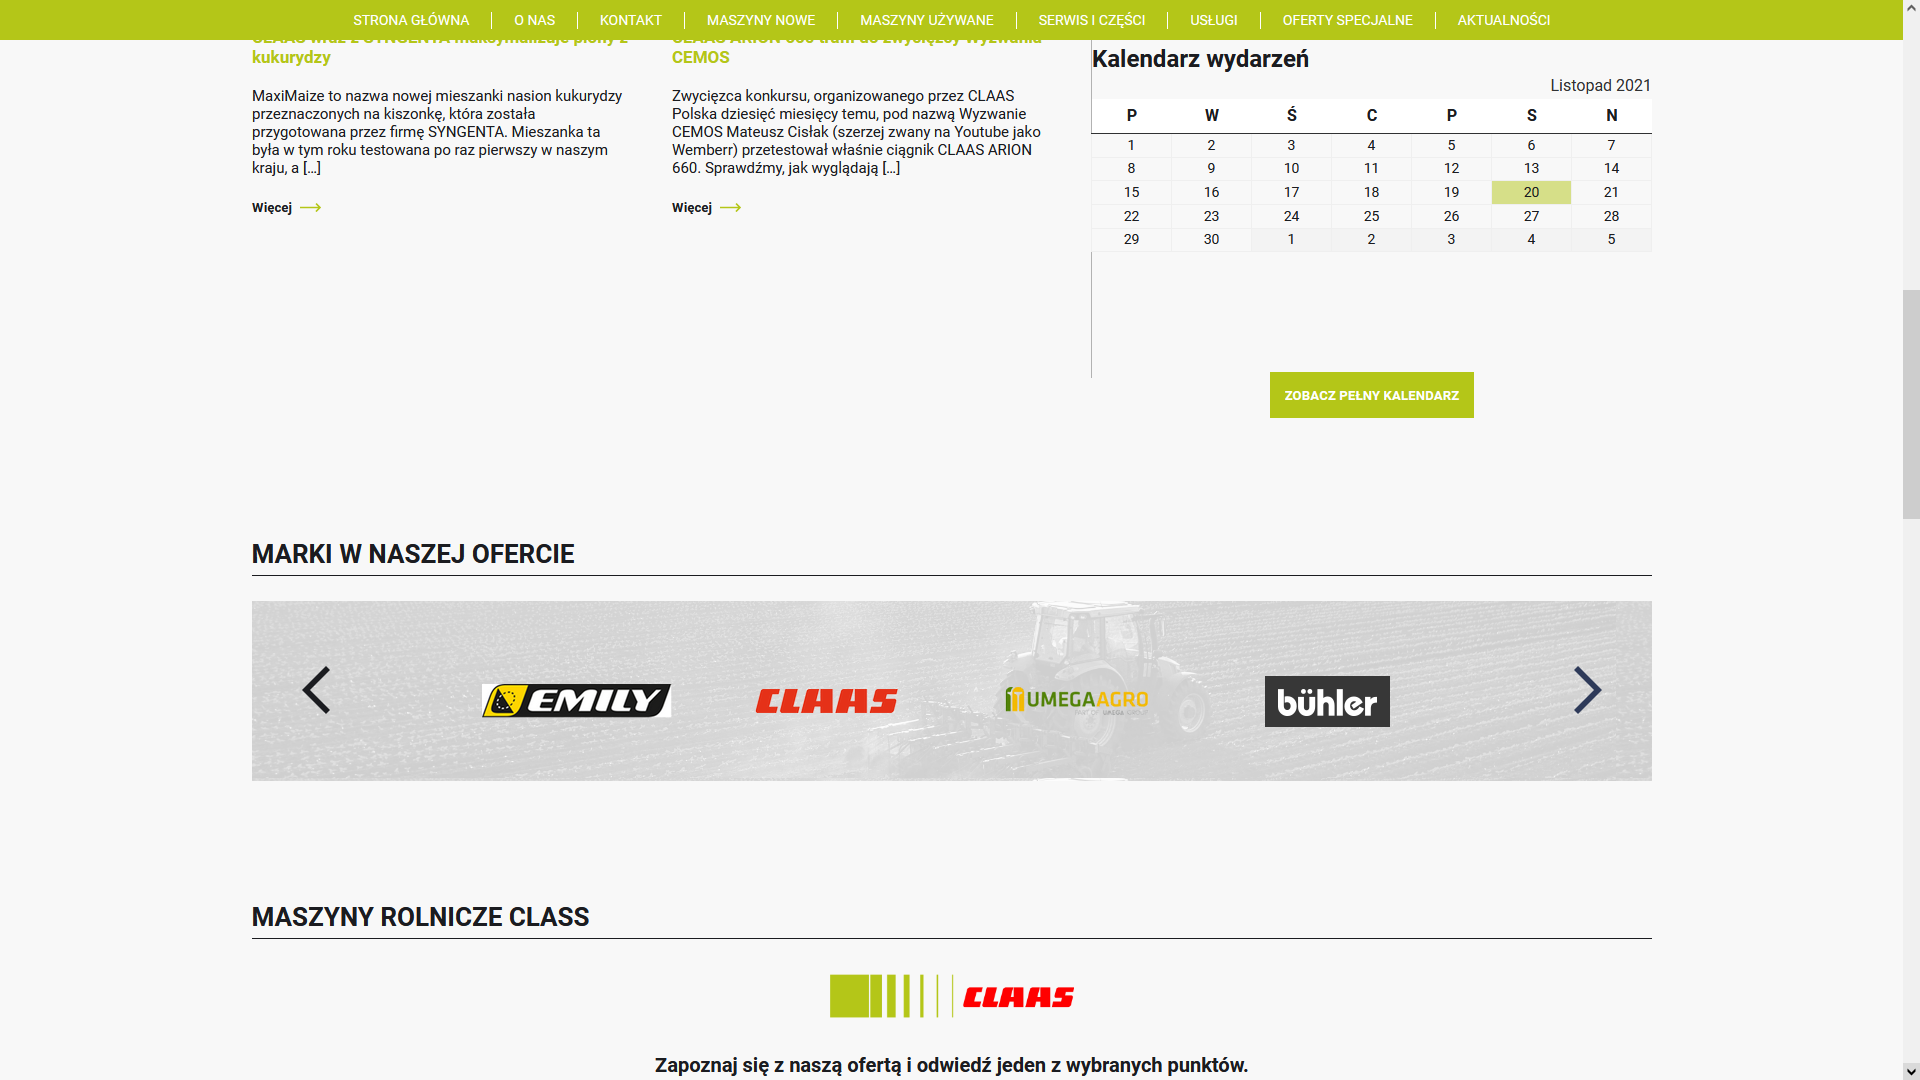 STRONA GŁÓWNA
O NAS
KONTAKT
MASZYNY NOWE
MASZYNY UŻYWANE
SERWIS I CZĘŚCI
USŁUGI
OFERTY SPECJALNE
AKTUALNOŚCI
CLAAS wraz z SYNGENTA maksymalizuje plony z
kukurydzy
MaxiMaize to nazwa nowej mieszanki nasion kukurydzy
przeznaczonych na kiszonkę, która została
przygotowana przez firmę SYNGENTA. Mieszanka ta
była w tym roku testowana po raz pierwszy w naszym
kraju, a [...]
Więcej
CEMOS
Zwycięzca konkursu, organizowanego przez CLAAS
Polska dziesięć miesięcy temu, pod nazwą Wyzwanie
CEMOS Mateusz Cisłak (szerzej zwany na Youtube jako
Wemberr) przetestował właśnie ciągnik CLAAS ARION
660. Sprawdźmy, jak wyglądają [...]
Więcej
Kalendarz wydarzeń
Listopad 2021
P W Ś C P S N
1 2 3 4 5 6 7
8 9 10 11 12 13 14
15 16 17 18 19 20 21
22 23 24 25 26 27 28
29 30 1 2 3 4 5
ZOBACZ PEŁNY KALENDARZ
MARKI W NASZEJ OFERCIE
EMILY
CLAAS
UMEGAAGRO
bühler
MASZYNY ROLNICZE CLASS
CLAAS
Zapoznaj się z naszą ofertą i odwiedź jeden z wybranych punktów.